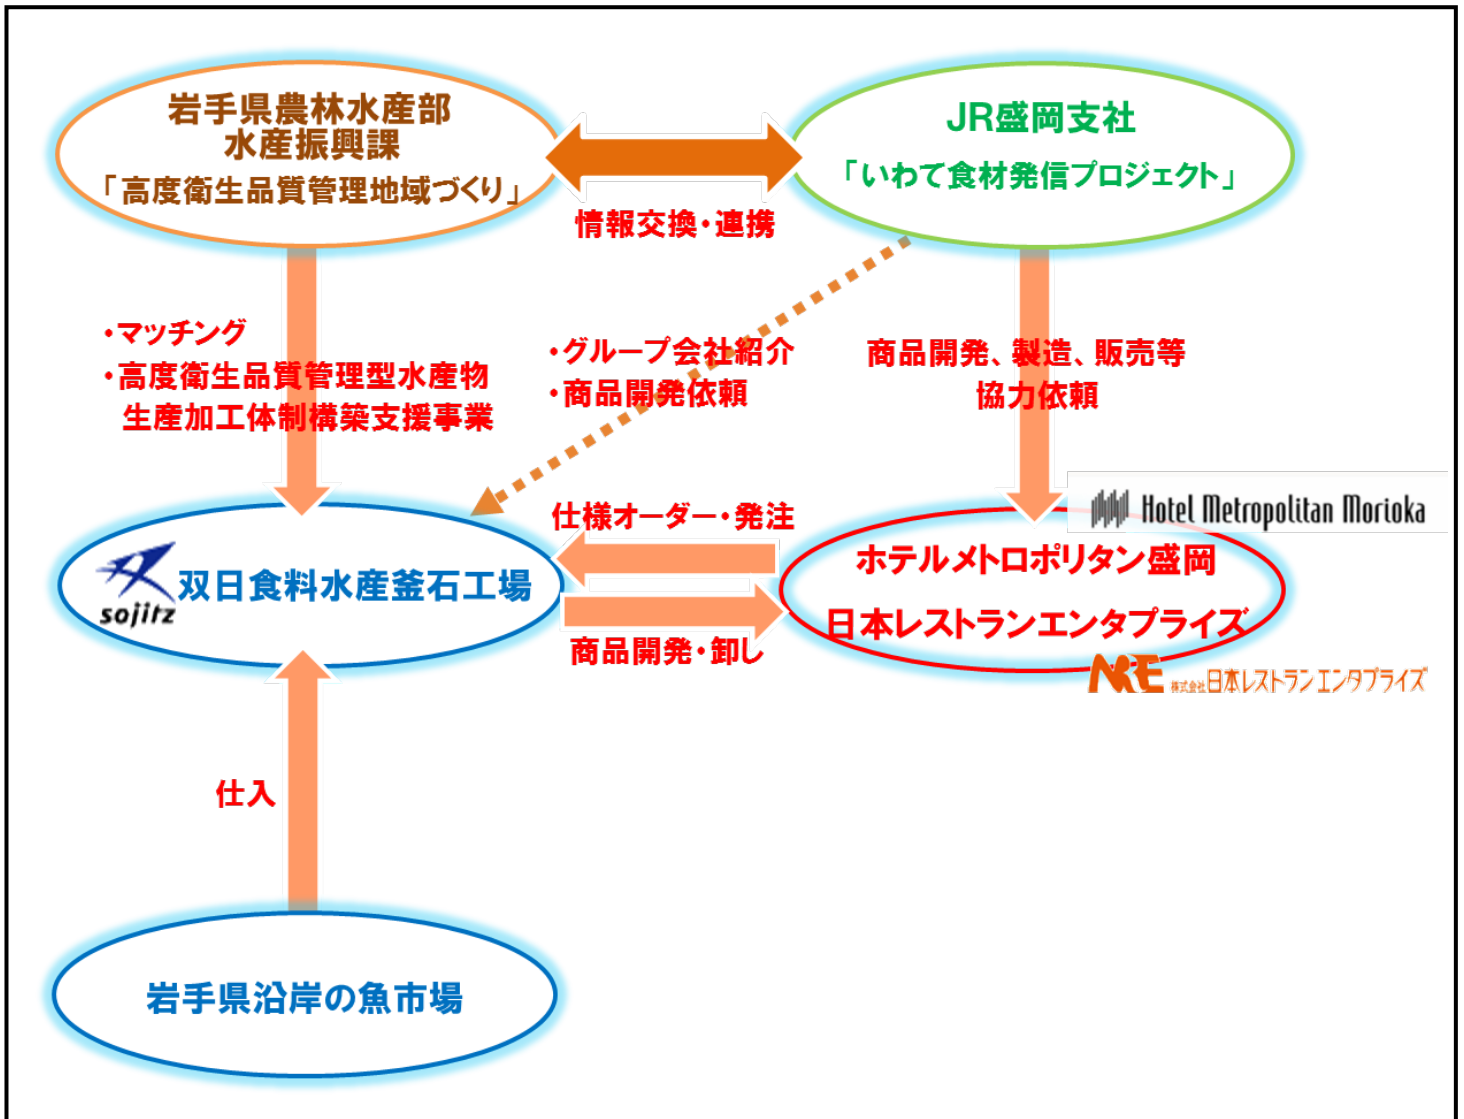 岩手県農林水産部
水産振興課
「高度衛生品質管理地域づくり」
JR盛岡支社
「いわて食材発信プロジェクト」
情報交換・連携
・マッチング
・高度衛生品質管理型水産物
生産加工体制構築支援事業
・グループ会社紹介
・商品開発依頼
商品開発、製造、販売等
協力依頼
Hotel Metropolitan Morioka
仕様オーダー・発注
sojitz
双日食料水産釜石工場
ホテルメトロポリタン盛岡
日本レストランエンタプライズ
商品開発・卸し
NRE 株式会社日本レストランエンタプライズ
仕入
岩手県沿岸の魚市場